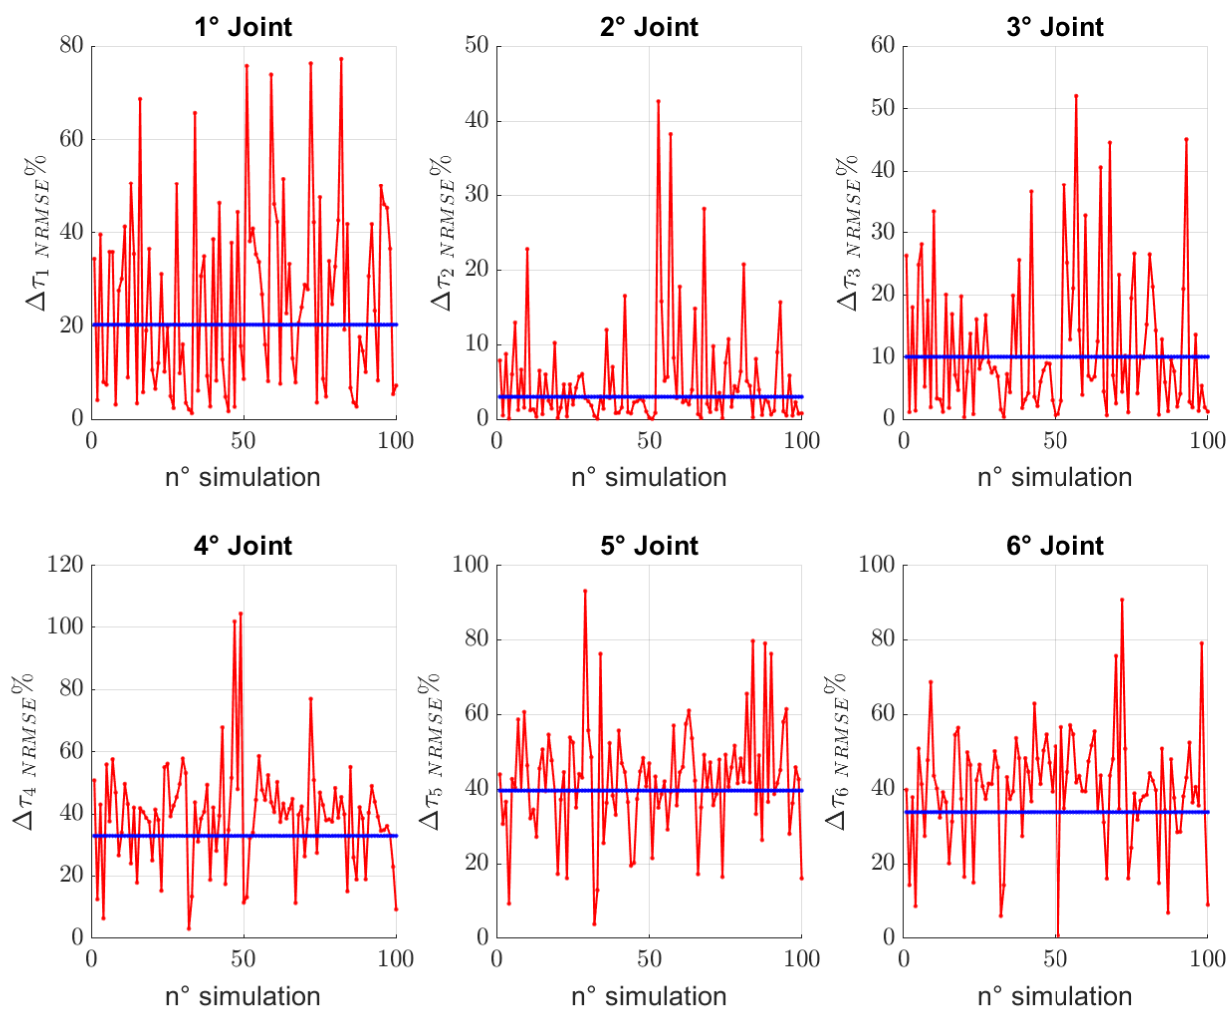 1° Joint
80
60
40
20
0
0 50 100
Δτ₁ NRMSE%
n° simulation
2° Joint
50
40
30
20
10
0
0 50 100
Δτ₂ NRMSE%
n° simulation
3° Joint
60
50
40
30
20
10
0
0 50 100
Δτ₃ NRMSE%
n° simulation
4° Joint
120
100
80
60
40
20
0
0 50 100
Δτ₄ NRMSE%
n° simulation
5° Joint
100
80
60
40
20
0
0 50 100
Δτ₅ NRMSE%
n° simulation
6° Joint
100
80
60
40
20
0
0 50 100
Δτ₆ NRMSE%
n° simulation